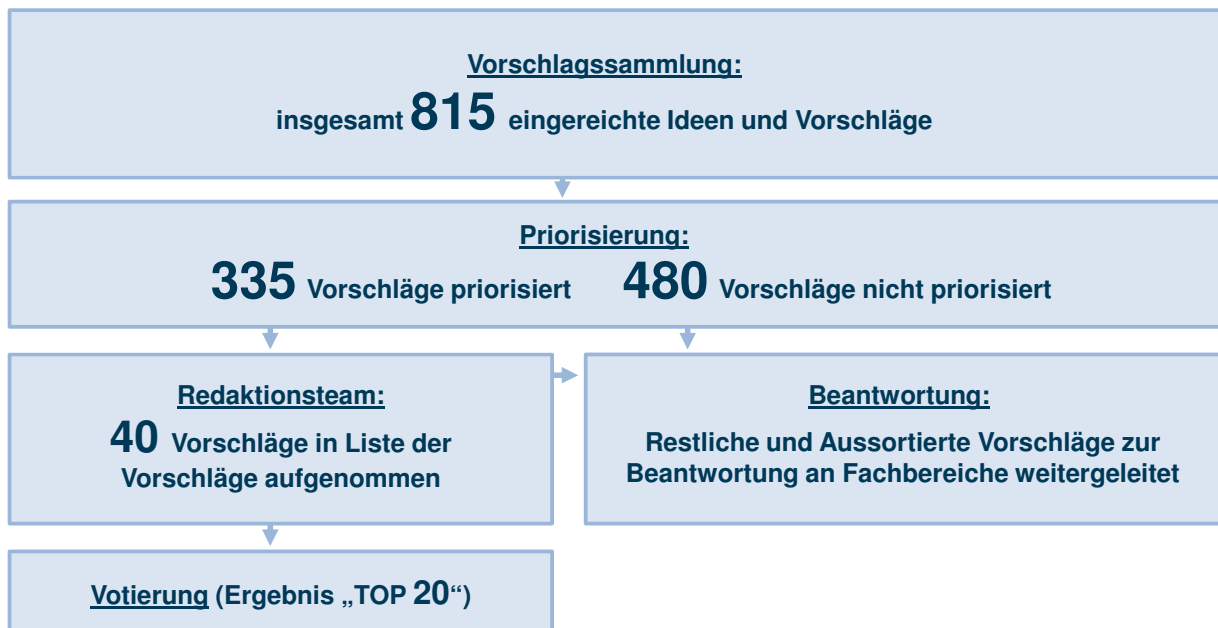 Vorschlagssammlung:
insgesamt 815 eingereichte Ideen und Vorschläge
Priorisierung:
335 Vorschläge priorisiert 480 Vorschläge nicht priorisiert
Redaktionsteam:
40 Vorschläge in Liste der
Vorschläge aufgenommen
Beantwortung:
Restliche und Aussortierte Vorschläge zur
Beantwortung an Fachbereiche weitergeleitet
Votierung (Ergebnis „TOP 20“)